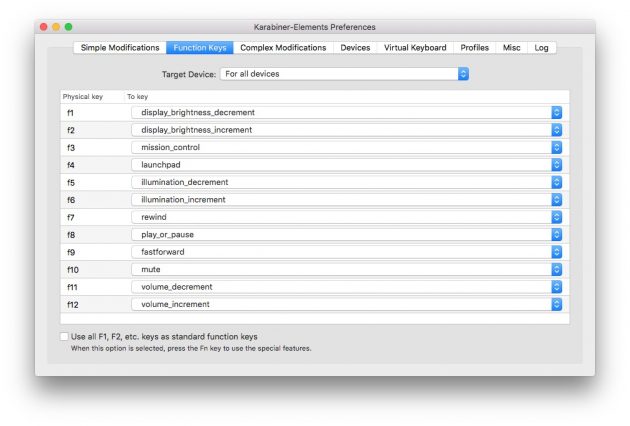 Karabiner-Elements Preferences
Simple Modifications Function Keys Complex Modifications Devices Virtual Keyboard Profiles Misc Log
Target Device: For all devices
Physical key To key
f1 display_brightness_decrement
f2 display_brightness_increment
f3 mission_control
f4 launchpad
f5 illumination_decrement
f6 illumination_increment
f7 rewind
f8 play_or_pause
f9 fastforward
f10 mute
f11 volume_decrement
f12 volume_increment
Use all F1, F2, etc. keys as standard function keys
When this option is selected, press the Fn key to use the special features.